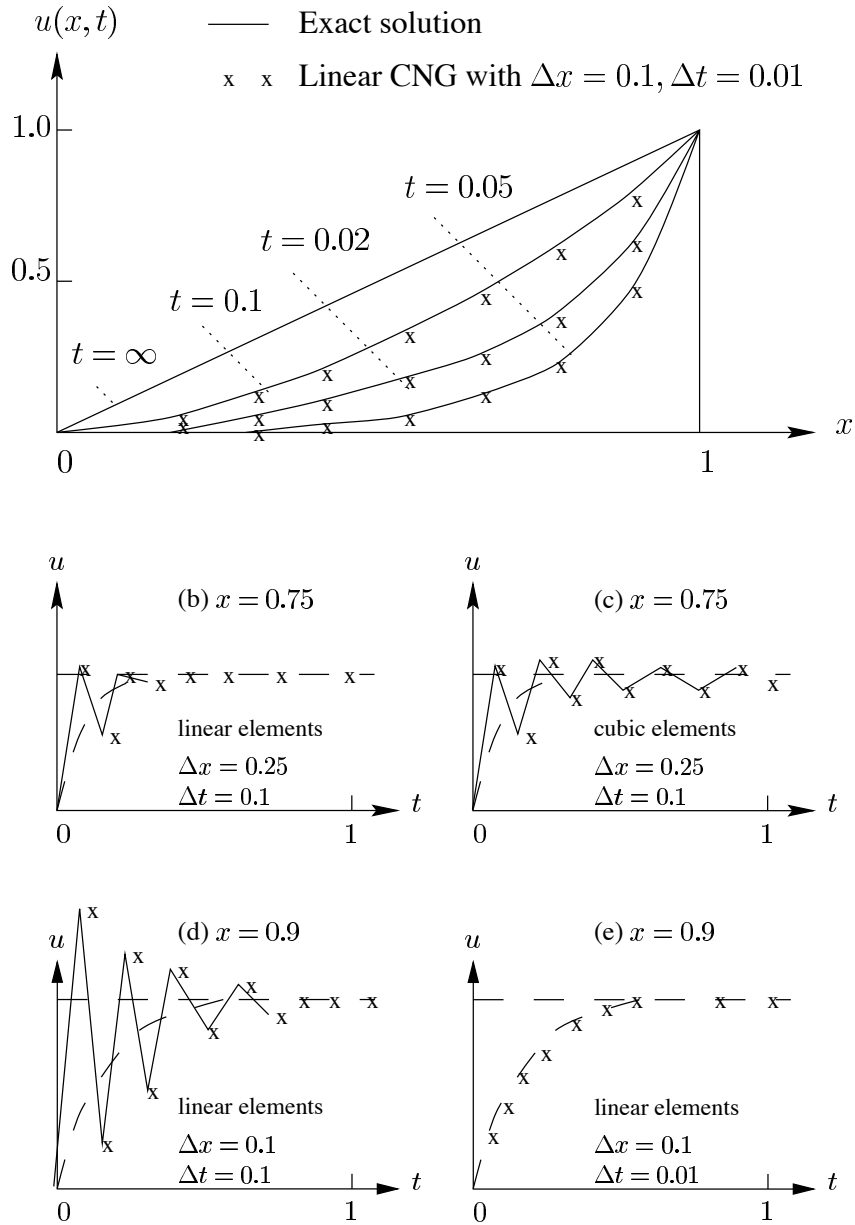 u(x, t)
Exact solution
x x Linear CNG with Δx = 0.1, Δt = 0.01
1.0
t = 0.05
t = 0.02
0.5
t = 0.1
t = ∞
x
0
1
u
(b) x = 0.75
linear elements
Δx = 0.25
Δt = 0.1
t
0
1
u
(c) x = 0.75
cubic elements
Δx = 0.25
Δt = 0.1
t
0
1
u
(d) x = 0.9
linear elements
Δx = 0.1
Δt = 0.1
t
0
1
u
(e) x = 0.9
linear elements
Δx = 0.1
Δt = 0.01
t
0
1